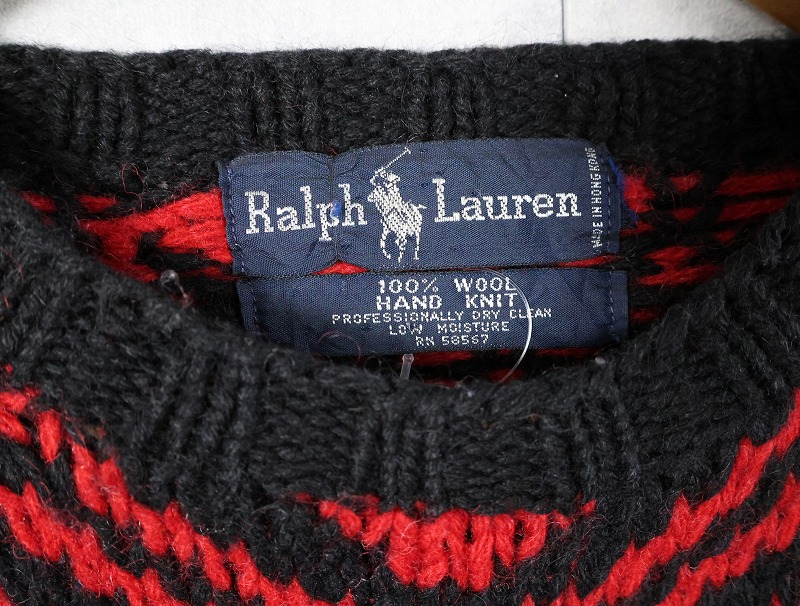 Ralph Lauren
MADE IN HONG KONG
100% WOOL
HAND KNIT
PROFESSIONALLY DRY CLEAN
LOW MOISTURE
RN 58567